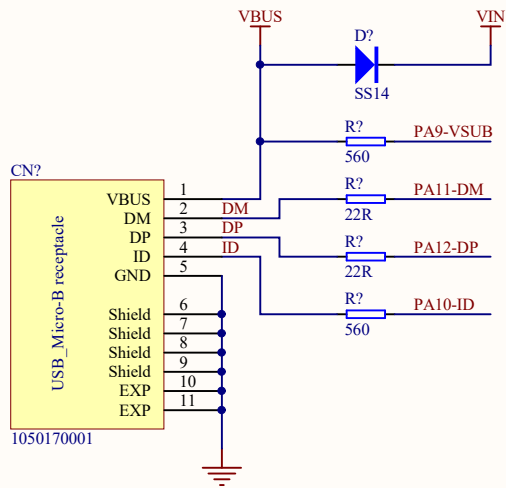 VBUS
VIN
D?
SS14
R?
PA9-VSUB
560
CN?
R?
PA11-DM
22R
VBUS
1
DM
2
DM
DP
3
DP
ID
4
ID
GND
5
R?
PA12-DP
22R
R?
PA10-ID
560
USB_Micro-B receptacle
Shield
6
Shield
7
Shield
8
Shield
9
EXP
10
EXP
11
1050170001